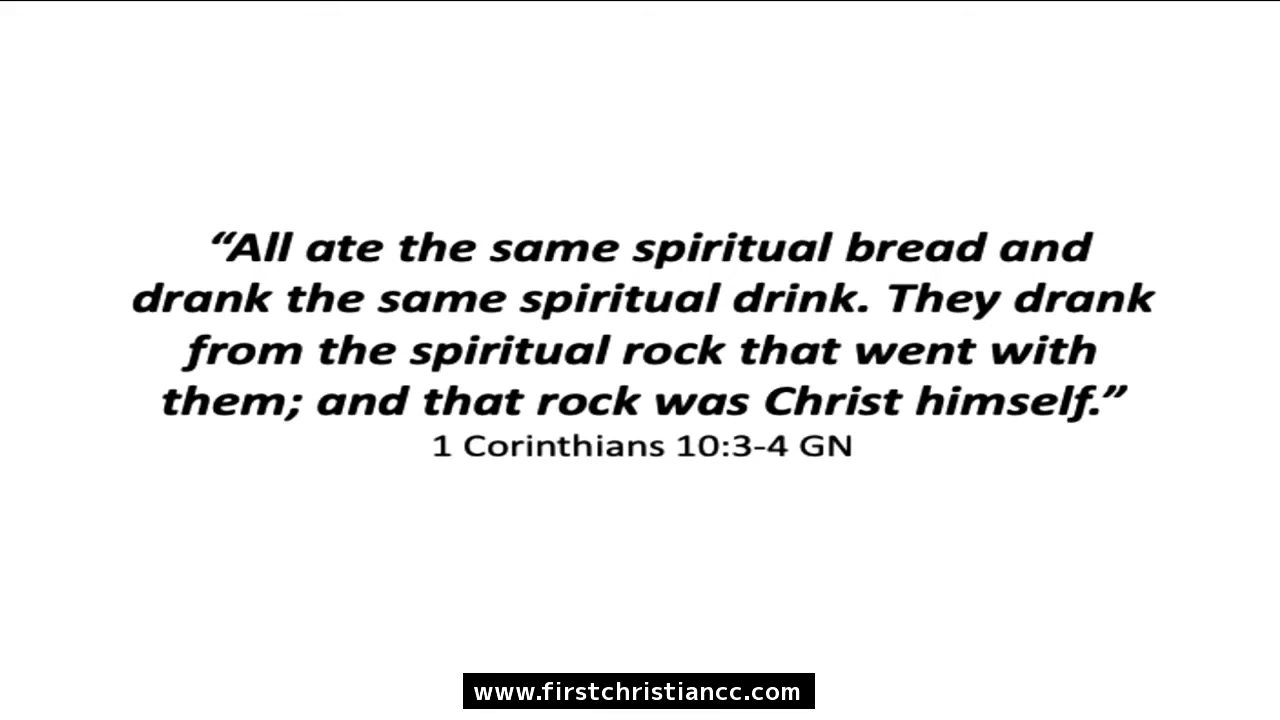 “All ate the same spiritual bread and
drank the same spiritual drink. They drank
from the spiritual rock that went with
them; and that rock was Christ himself.”
1 Corinthians 10:3-4 GN
www.firstchristiancc.com